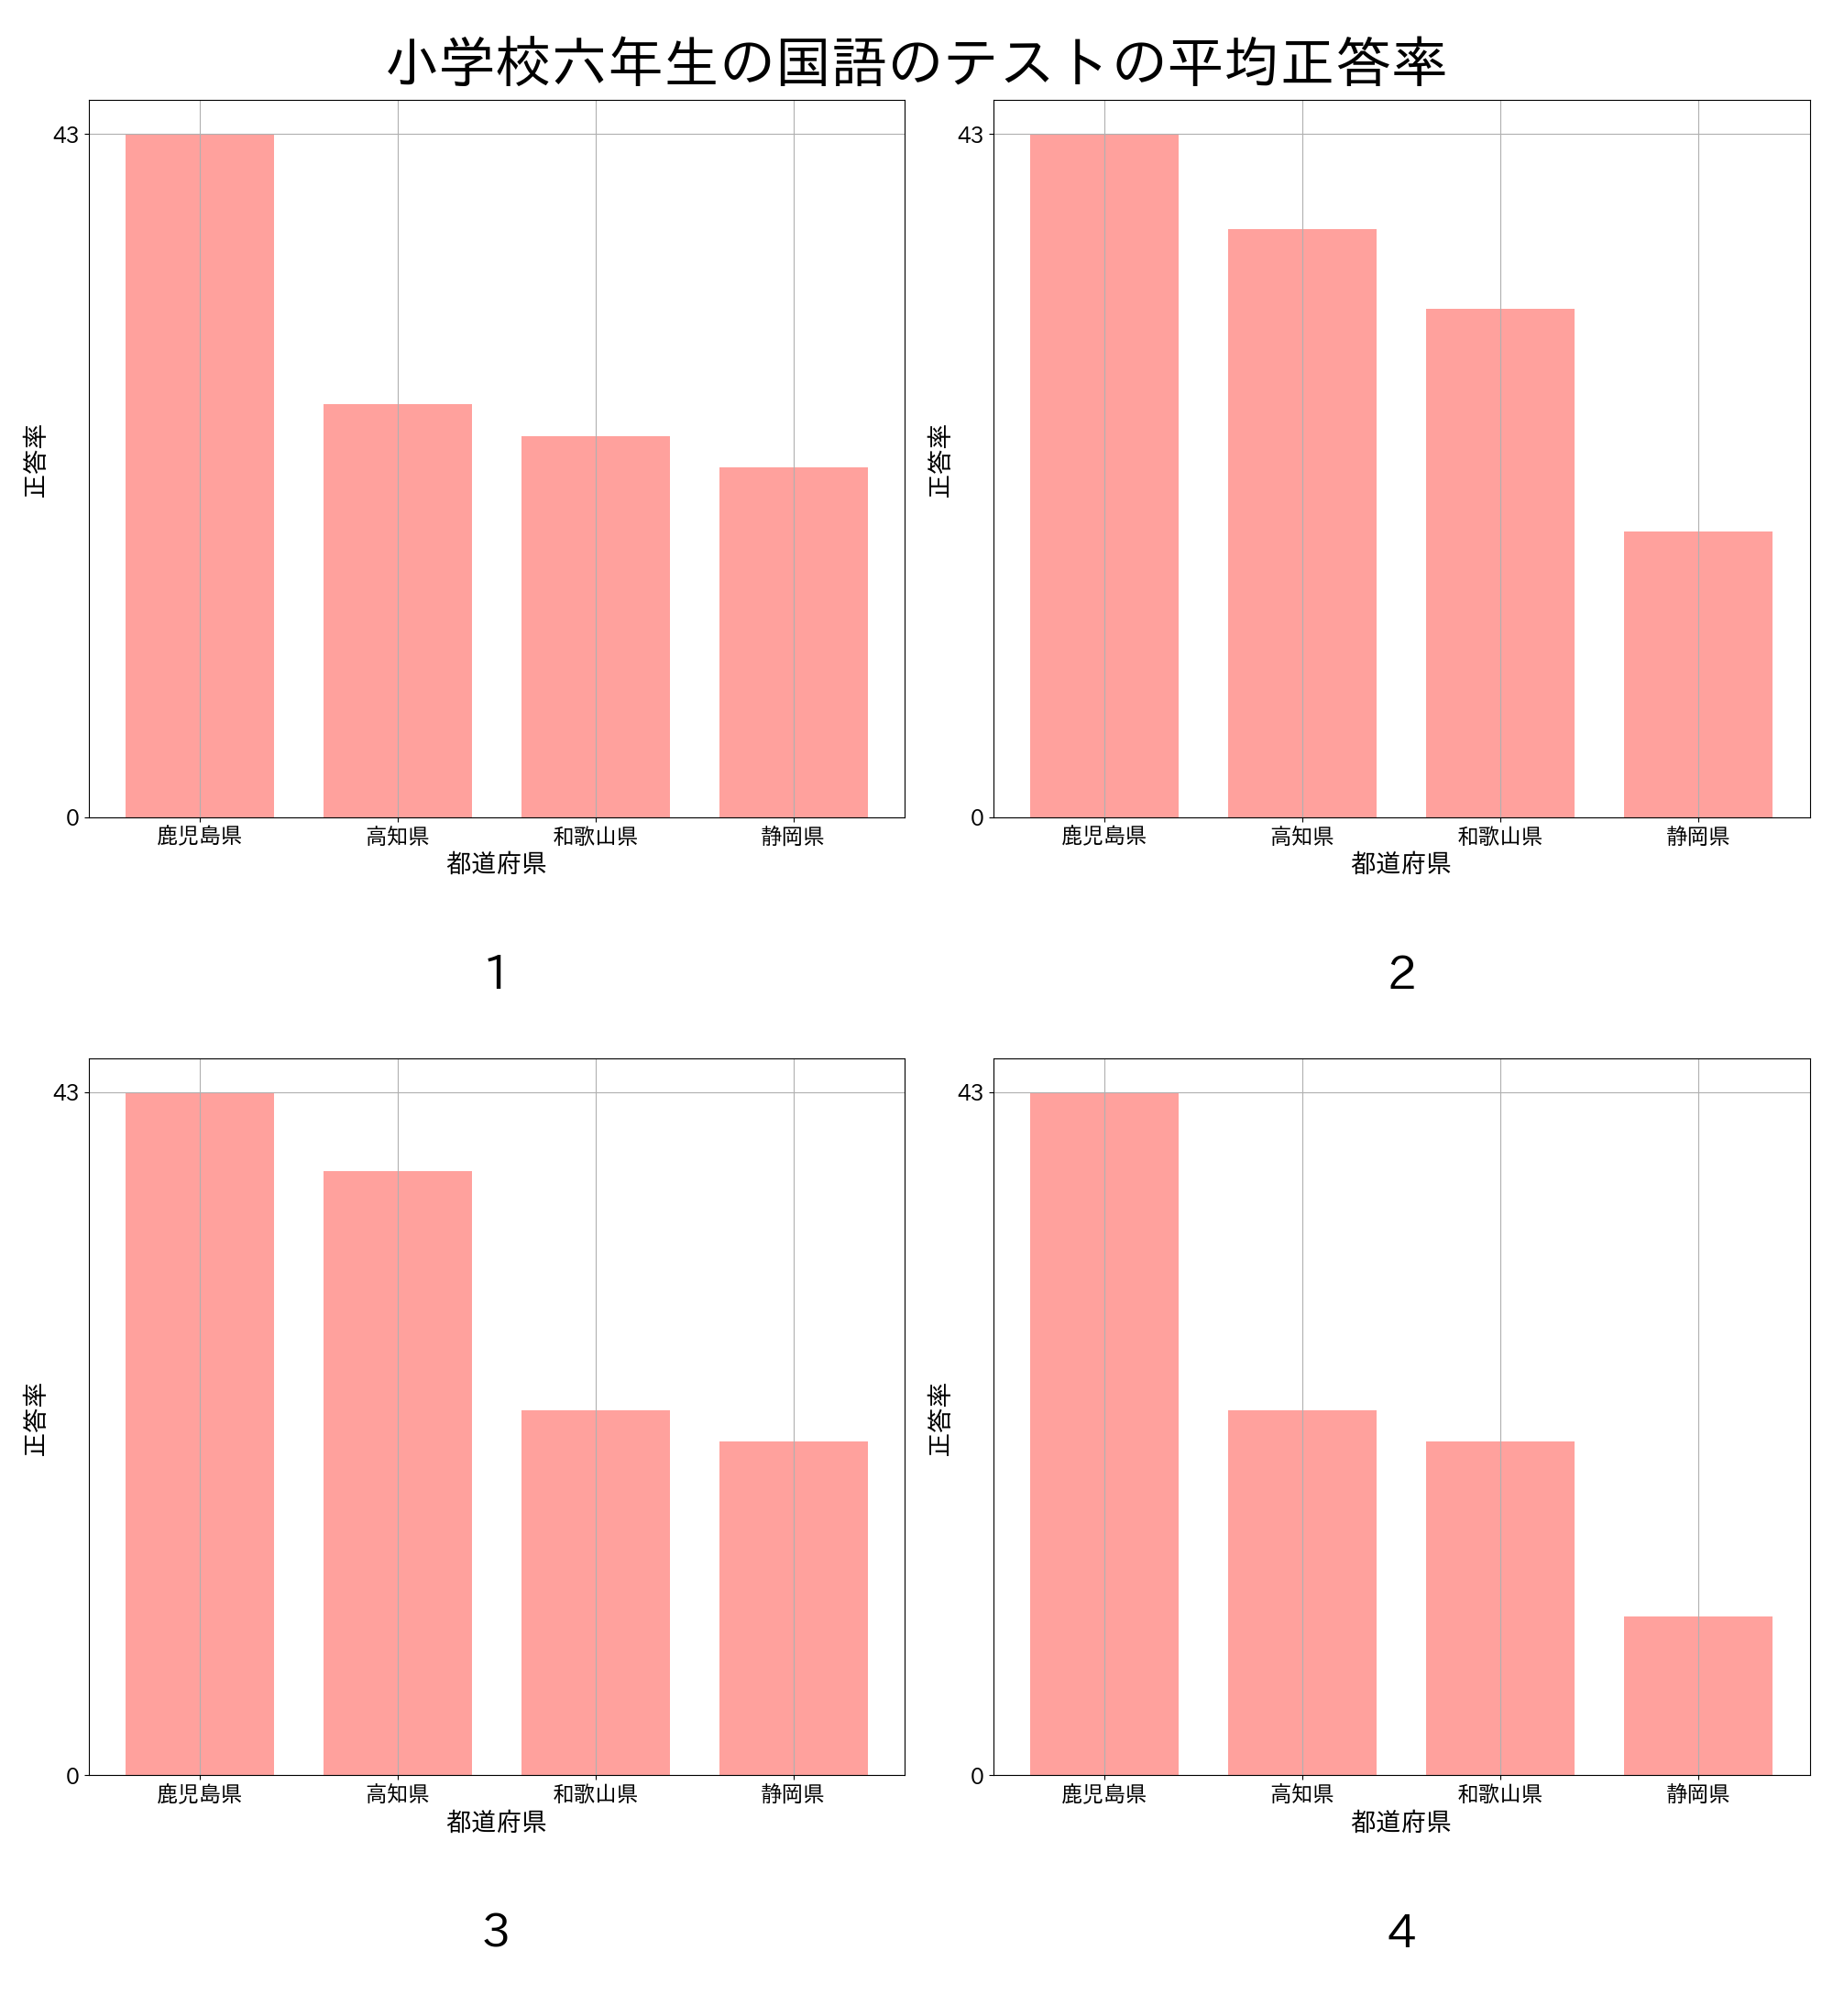 小学校六年生の国語のテストの平均正答率
43
0
正答率
鹿児島県 高知県 和歌山県 静岡県
都道府県
1
43
0
正答率
鹿児島県 高知県 和歌山県 静岡県
都道府県
2
43
0
正答率
鹿児島県 高知県 和歌山県 静岡県
都道府県
3
43
0
正答率
鹿児島県 高知県 和歌山県 静岡県
都道府県
4